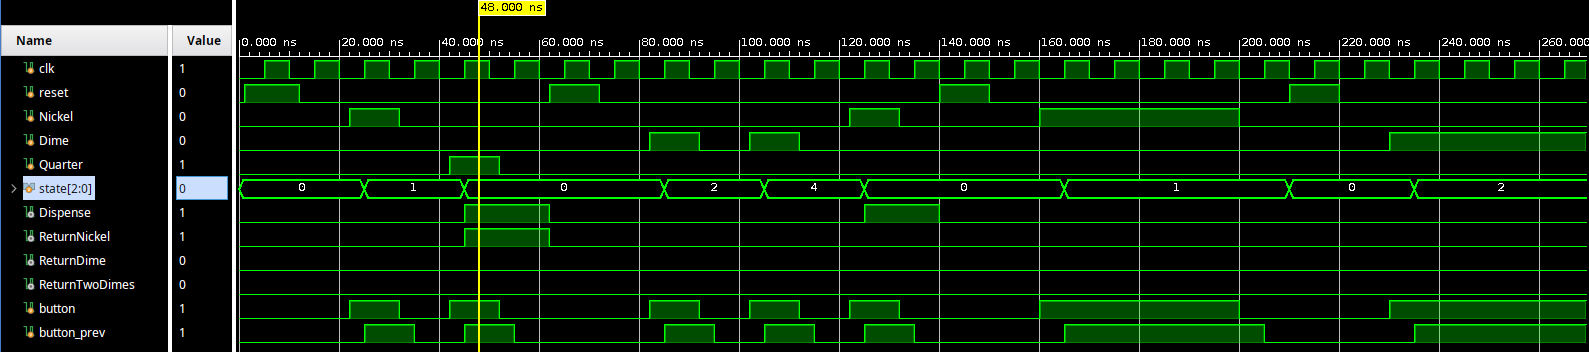 48.000 ns
Name Value
0.000 ns 20.000 ns 40.000 ns 60.000 ns 80.000 ns 100.000 ns 120.000 ns 140.000 ns 160.000 ns 180.000 ns 200.000 ns 220.000 ns 240.000 ns 260.000
clk 1
reset 0
Nickel 0
Dime 0
Quarter 1
state[2:0] 0 0 1 0 2 4 0 1 0 2
Dispense 1
ReturnNickel 1
ReturnDime 0
ReturnTwoDimes 0
button 1
button_prev 1